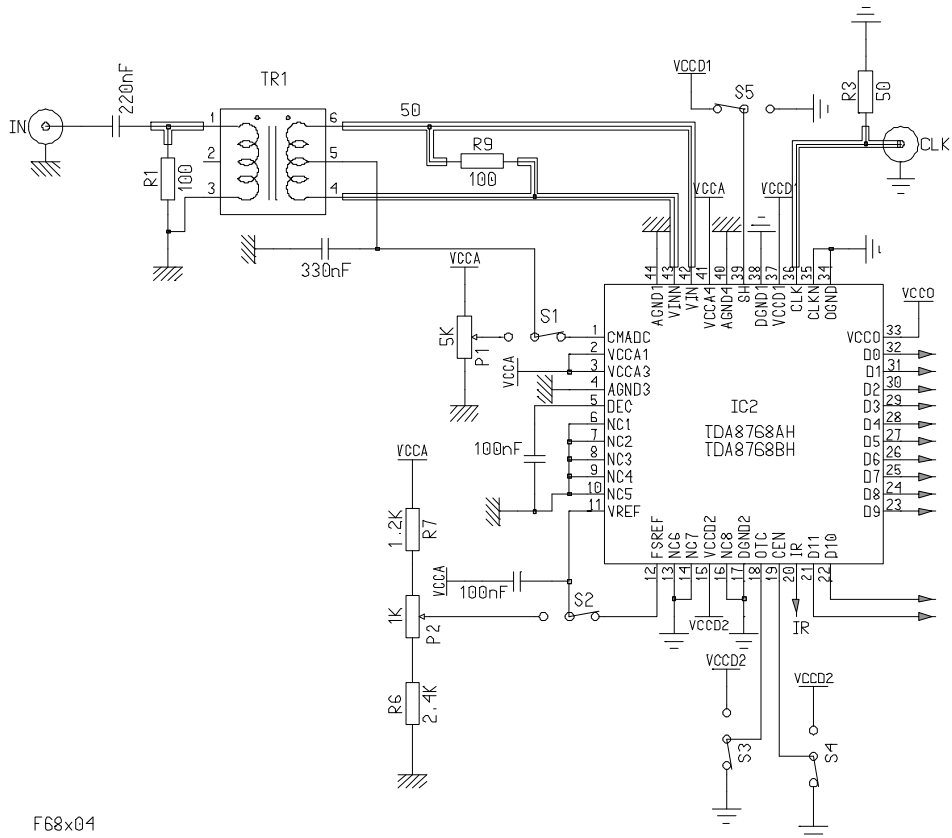 IN
220nF
TR1
1
2
3
6
5
4
R1
100
50
R9
100
330nF
VCCD1
S5
R3
50
CLK
VCCA
VCCD1
44
43
42
41
40
39
38
37
36
35
34
AGND1
VINN
VIN
VCCA4
AGND4
SH
DGND1
VCCD1
CLK
CLKN
OGND
VCCA
5K
P1
S1
VCCA
1 CMADC
2 VCCA1
3 VCCA3
4 AGND3
5 DEC
6 NC1
7 NC2
8 NC3
9 NC4
10 NC5
11 VREF
100nF
IC2
TDA8768AH
TDA8768BH
VCCO
VCCO 33
D0 32
D1 31
D2 30
D3 29
D4 28
D5 27
D6 26
D7 25
D8 24
D9 23
FSREF
NC6
NC7
VCCD2
NC8
DGND2
OTC
CEN
IR
D11
D10
12
13
14
15
16
17
18
19
20
21
22
VCCA
1.2K
R7
VCCA
100nF
1K
P2
S2
VCCD2
IR
R6
2.4K
VCCD2
S3
VCCD2
S4
F68x04